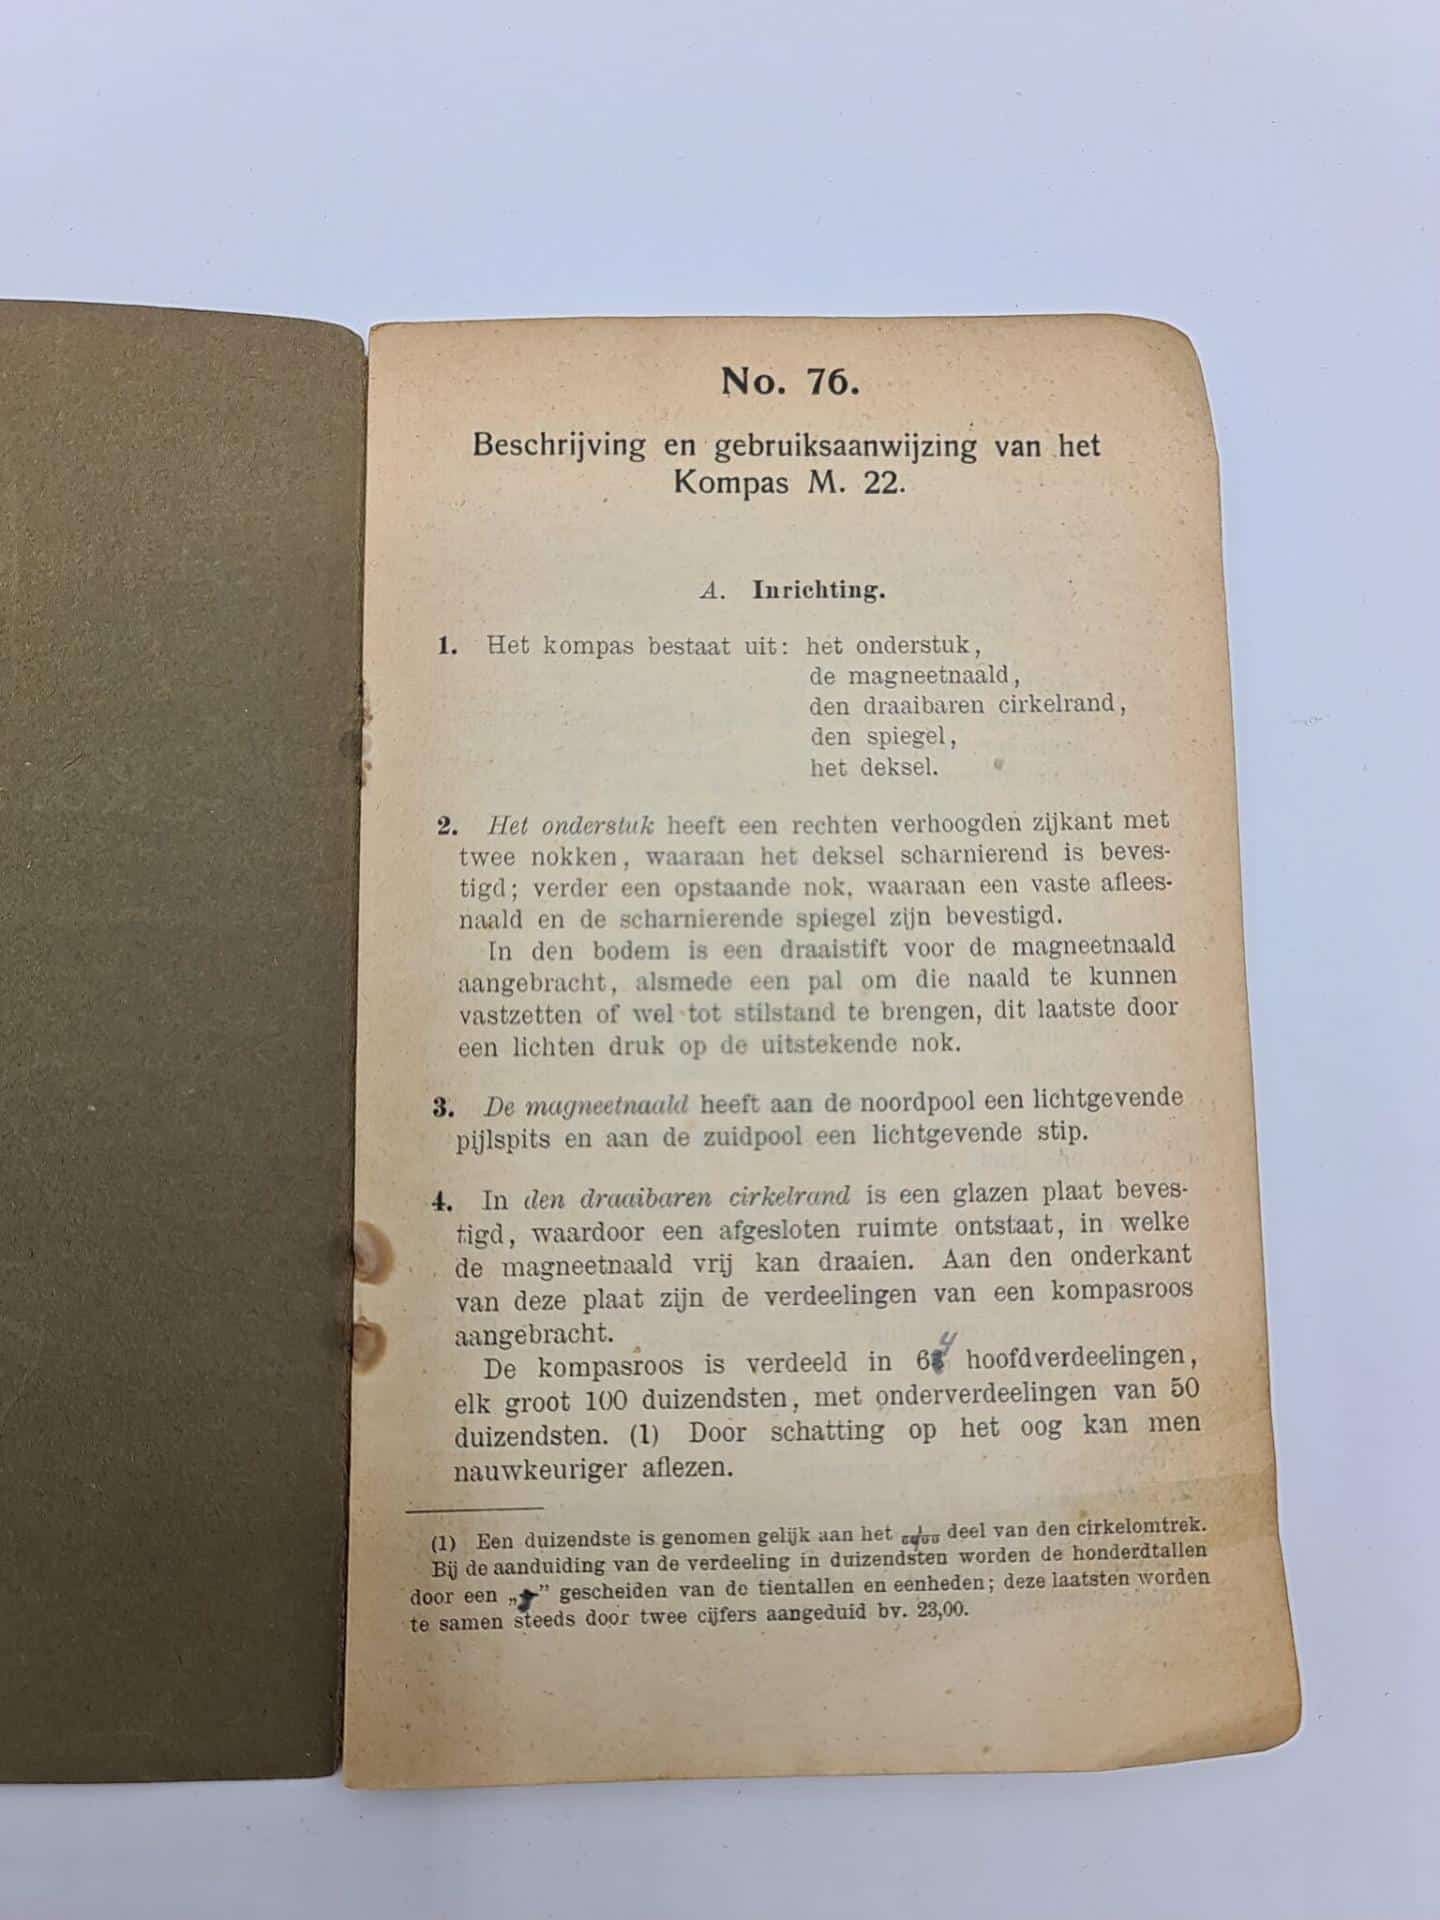 No. 76.
Beschrijving en gebruiksaanwijzing van het
Kompas M. 22.
A. Inrichting.
1. Het kompas bestaat uit: het onderstuk,
de magneetnaald,
den draaibaren cirkelrand,
den spiegel,
het deksel.
2. Het onderstuk heeft een rechten verhoogden zijkant met
twee nokken, waaraan het deksel scharnierend is beves-
tigd; verder een opstaande nok, waaraan een vaste aflees-
naald en de scharnierende spiegel zijn bevestigd.
In den bodem is een draaistift voor de magneetnaald
aangebracht, alsmede een pal om die naald te kunnen
vastzetten of wel tot stilstand te brengen, dit laatste door
een lichten druk op de uitstekende nok.
3. De magneetnaald heeft aan de noordpool een lichtgevende
pijlspits en aan de zuidpool een lichtgevende stip.
4. In den draaibaren cirkelrand is een glazen plaat beves-
tigd, waardoor een afgesloten ruimte ontstaat, in welke
de magneetnaald vrij kan draaien. Aan den onderkant
van deze plaat zijn de verdeelingen van een kompasroos
aangebracht.
De kompasroos is verdeeld in 64 hoofdverdeelingen,
elk groot 100 duizendsten, met onderverdeelingen van 50
duizendsten. (1) Door schatting op het oog kan men
nauwkeuriger aflezen.
(1) Een duizendste is genomen gelijk aan het deel van den cirkelomtrek.
Bij de aanduiding van de verdeeling in duizendsten worden de honderdtallen
door een „ ” gescheiden van de tientallen en eenheden; deze laatsten worden
te samen steeds door twee cijfers aangeduid bv. 23,00.